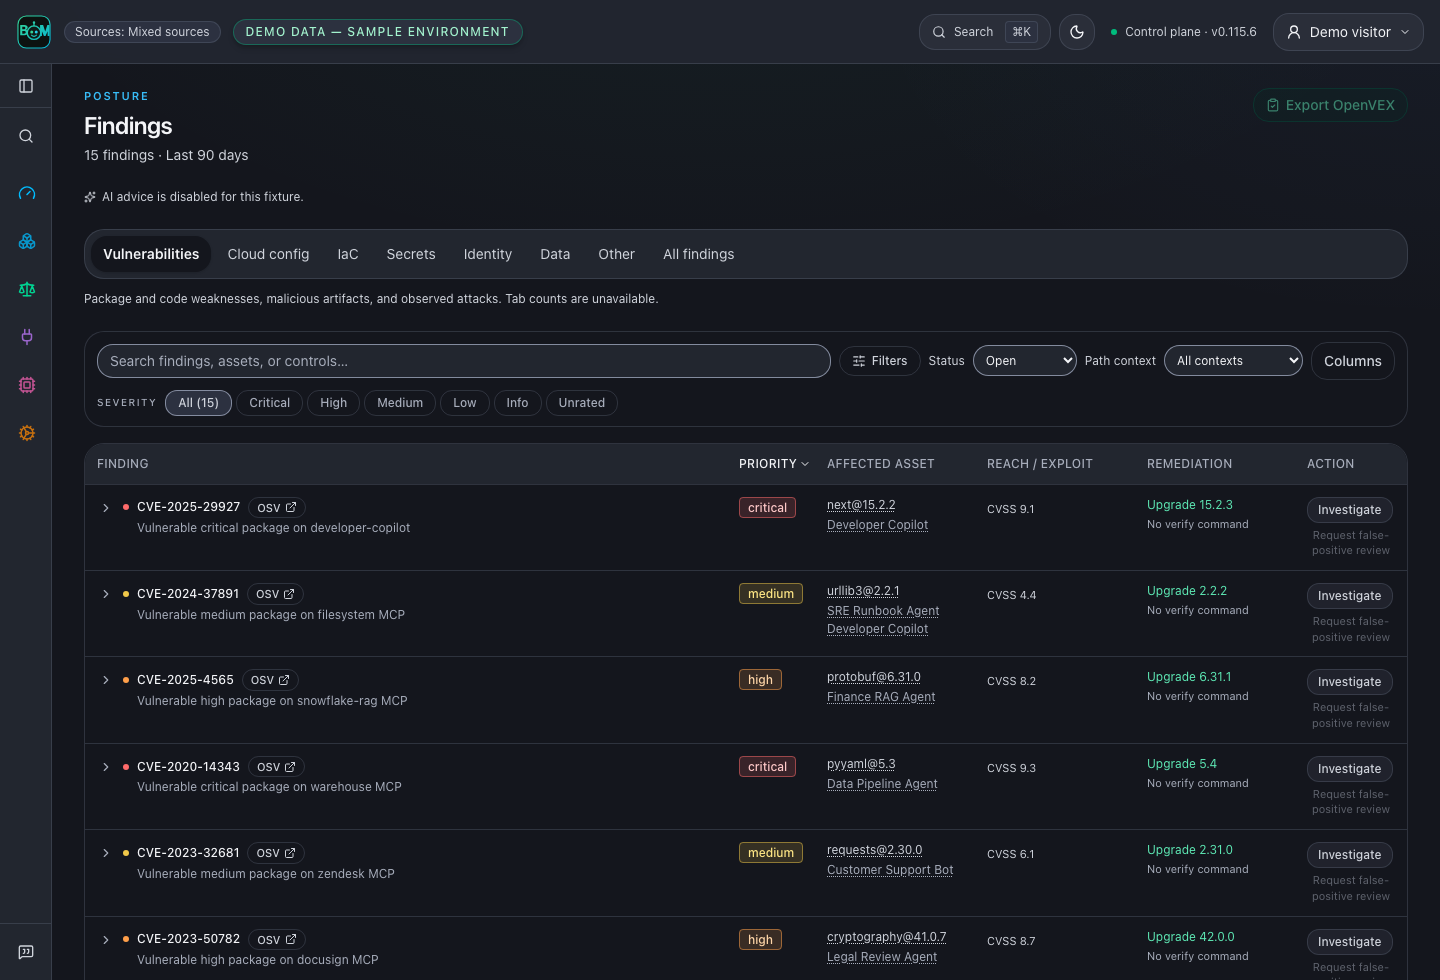 BOM
Sources: Mixed sources
DEMO DATA — SAMPLE ENVIRONMENT
Search ⌘K
Control plane · v0.115.6
Demo visitor
POSTURE
Findings
15 findings · Last 90 days
Export OpenVEX
AI advice is disabled for this fixture.
Vulnerabilities Cloud config IaC Secrets Identity Data Other All findings
Package and code weaknesses, malicious artifacts, and observed attacks. Tab counts are unavailable.
Search findings, assets, or controls... Filters Status Open Path context All contexts Columns
SEVERITY All (15) Critical High Medium Low Info Unrated
FINDING PRIORITY AFFECTED ASSET REACH / EXPLOIT REMEDIATION ACTION
CVE-2025-29927 OSV critical next@15.2.2 CVSS 9.1 Upgrade 15.2.3 Investigate
Vulnerable critical package on developer-copilot Developer Copilot No verify command Request false-
positive review
CVE-2024-37891 OSV medium urllib3@2.2.1 CVSS 4.4 Upgrade 2.2.2 Investigate
Vulnerable medium package on filesystem MCP SRE Runbook Agent No verify command Request false-
Developer Copilot positive review
CVE-2025-4565 OSV high protobuf@6.31.0 CVSS 8.2 Upgrade 6.31.1 Investigate
Vulnerable high package on snowflake-rag MCP Finance RAG Agent No verify command Request false-
positive review
CVE-2020-14343 OSV critical pyyaml@5.3 CVSS 9.3 Upgrade 5.4 Investigate
Vulnerable critical package on warehouse MCP Data Pipeline Agent No verify command Request false-
positive review
CVE-2023-32681 OSV medium requests@2.30.0 CVSS 6.1 Upgrade 2.31.0 Investigate
Vulnerable medium package on zendesk MCP Customer Support Bot No verify command Request false-
positive review
CVE-2023-50782 OSV high cryptography@41.0.7 CVSS 8.7 Upgrade 42.0.0 Investigate
Vulnerable high package on docusign MCP Legal Review Agent No verify command Request false-